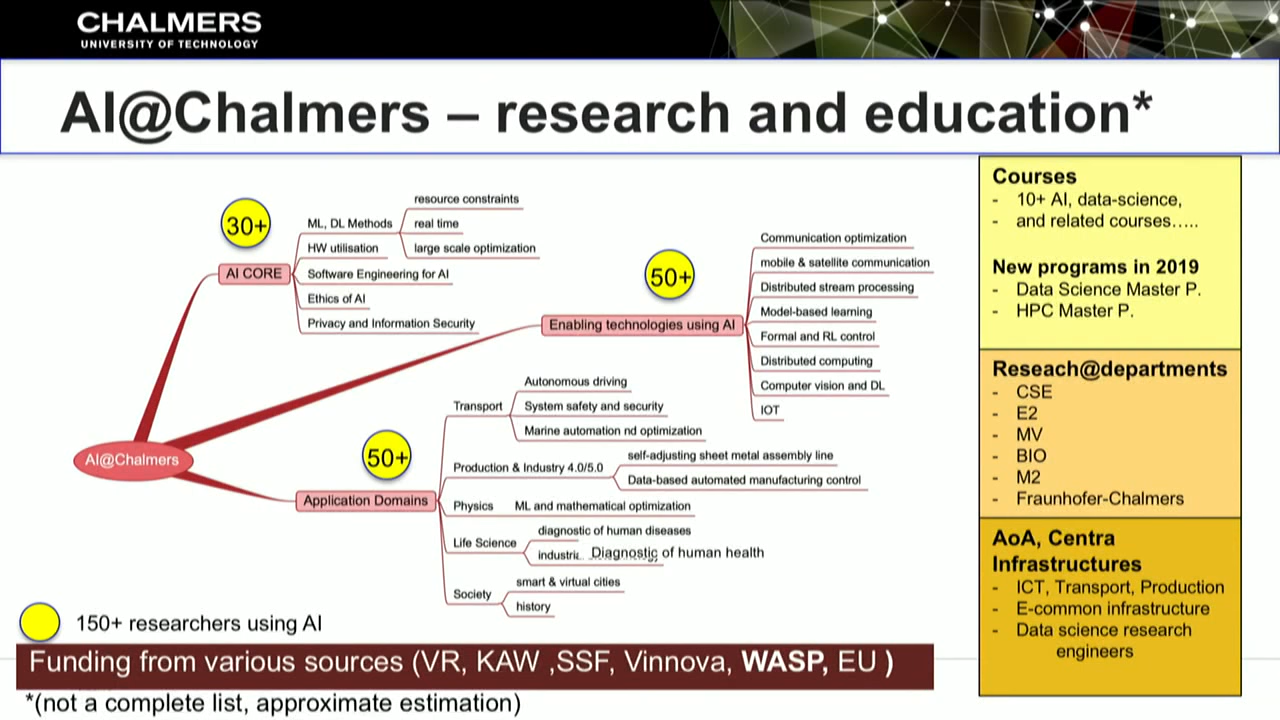 CHALMERS
UNIVERSITY OF TECHNOLOGY
AI@Chalmers – research and education*
30+
AI CORE
ML, DL Methods
resource constraints
real time
large scale optimization
HW utilisation
Software Engineering for AI
Ethics of AI
Privacy and Information Security
50+
Enabling technologies using AI
Communication optimization
mobile & satellite communication
Distributed stream processing
Model-based learning
Formal and RL control
Distributed computing
Computer vision and DL
IOT
AI@Chalmers
50+
Application Domains
Transport
Autonomous driving
System safety and security
Marine automation nd optimization
Production & Industry 4.0/5.0
self-adjusting sheet metal assembly line
Data-based automated manufacturing control
Physics
ML and mathematical optimization
Life Science
diagnostic of human diseases
Diagnostic of human health
Society
smart & virtual cities
history
150+ researchers using AI
Funding from various sources (VR, KAW ,SSF, Vinnova, WASP, EU )
*(not a complete list, approximate estimation)
Courses
- 10+ AI, data-science,
- and related courses…..
New programs in 2019
- Data Science Master P.
- HPC Master P.
Reseach@departments
- CSE
- E2
- MV
- BIO
- M2
- Fraunhofer-Chalmers
AoA, Centra
Infrastructures
- ICT, Transport, Production
- E-common infrastructure
- Data science research
engineers